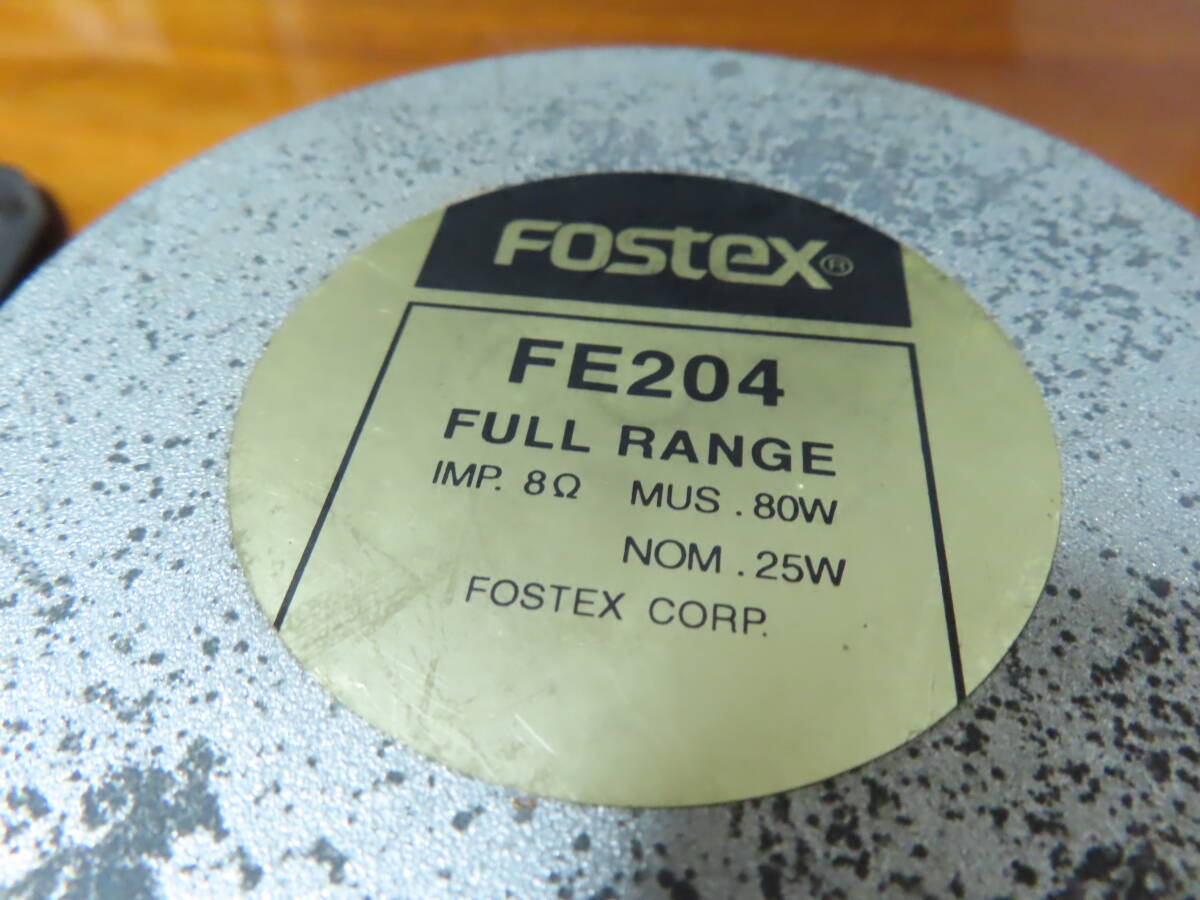 FOSTEX®
FE204
FULL RANGE
IMP. 8Ω MUS . 80W
NOM . 25W
FOSTEX CORP.